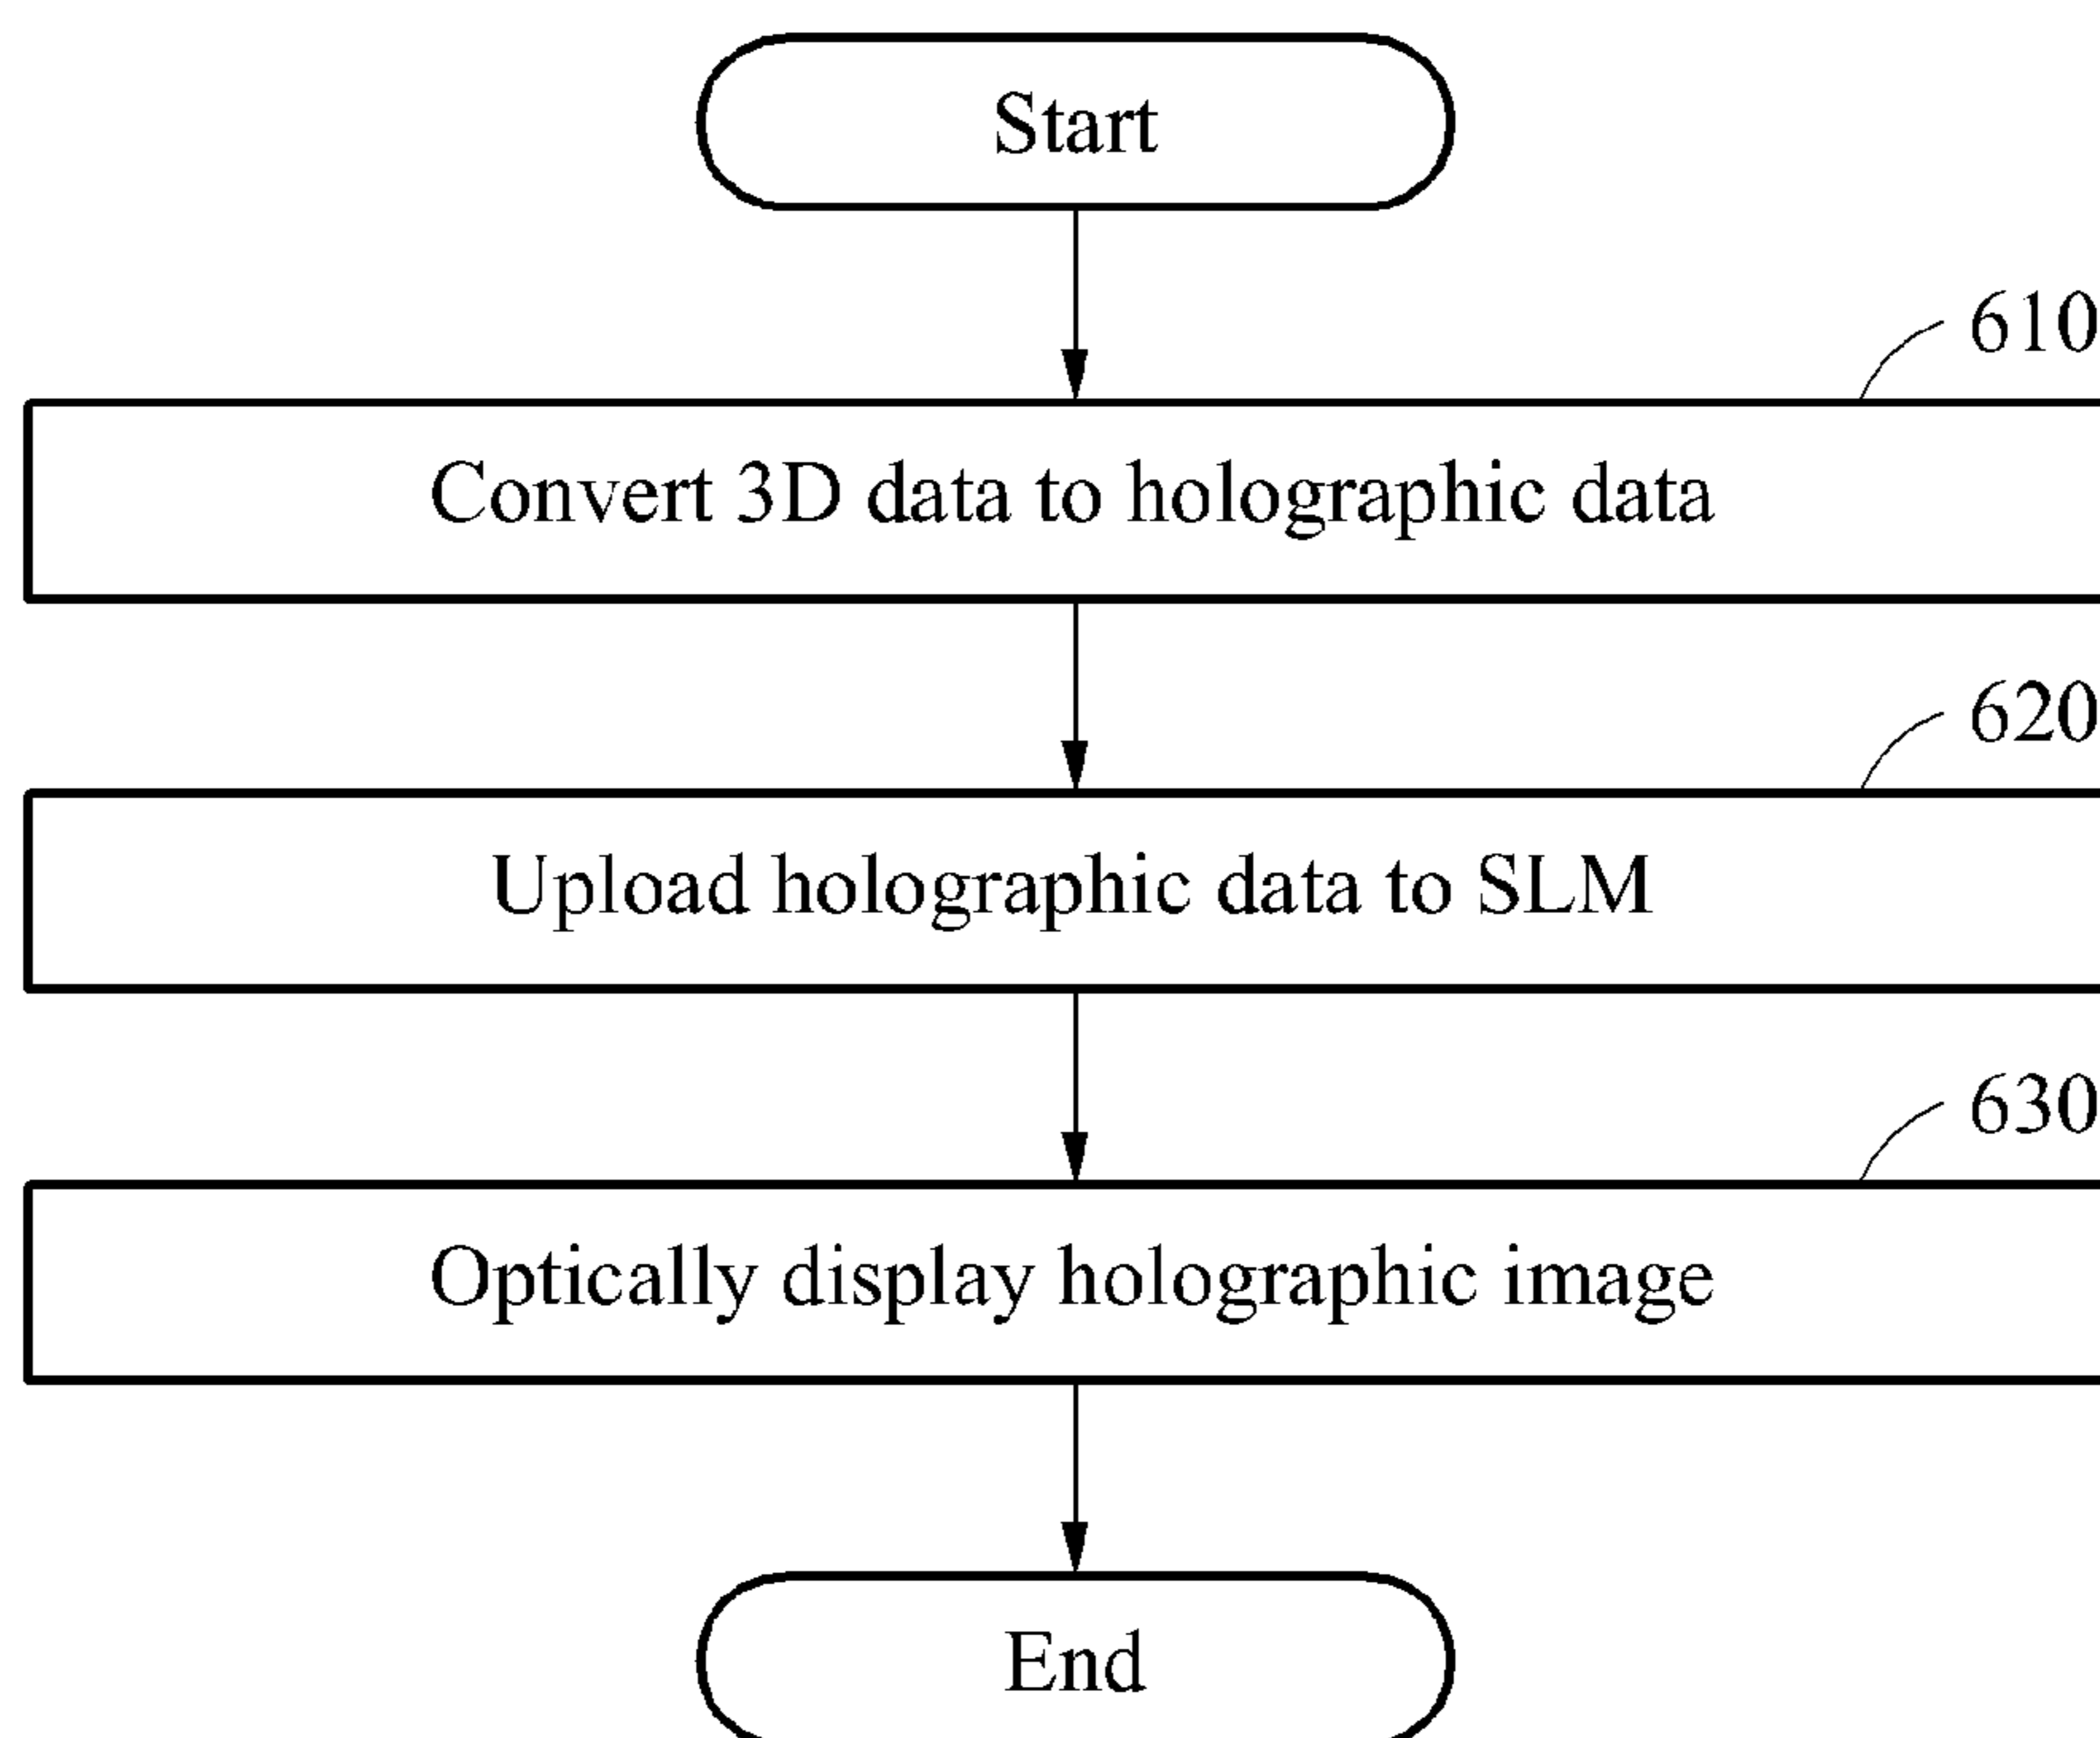 Start
610
Convert 3D data to holographic data
620
Upload holographic data to SLM
630
Optically display holographic image
End